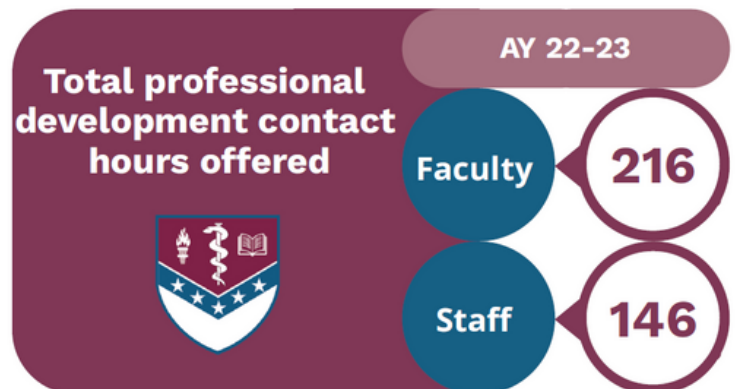 Total professional
development contact
hours offered
AY 22-23
Faculty
216
Staff
146